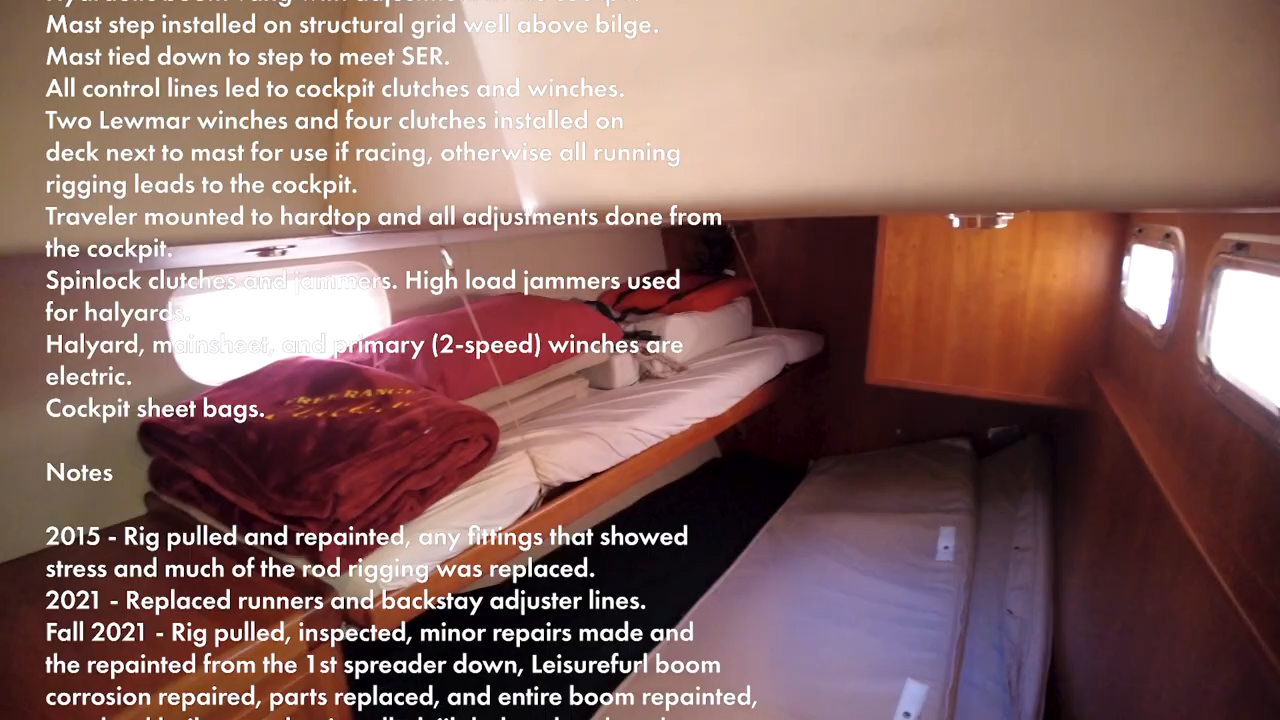 Mast step installed on structural grid well above bilge.
Mast tied down to step to meet SER.
All control lines led to cockpit clutches and winches.
Two Lewmar winches and four clutches installed on
deck next to mast for use if racing, otherwise all running
rigging leads to the cockpit.
Traveler mounted to hardtop and all adjustments done from
the cockpit.
Spinlock clutches and jammers. High load jammers used
for halyards.
Halyard, mainsheet, and primary (2-speed) winches are
electric.
Cockpit sheet bags.
FREE RANGE
Notes
2015 - Rig pulled and repainted, any fittings that showed
stress and much of the rod rigging was replaced.
2021 - Replaced runners and backstay adjuster lines.
Fall 2021 - Rig pulled, inspected, minor repairs made and
the repainted from the 1st spreader down, Leisurefurl boom
corrosion repaired, parts replaced, and entire boom repainted,